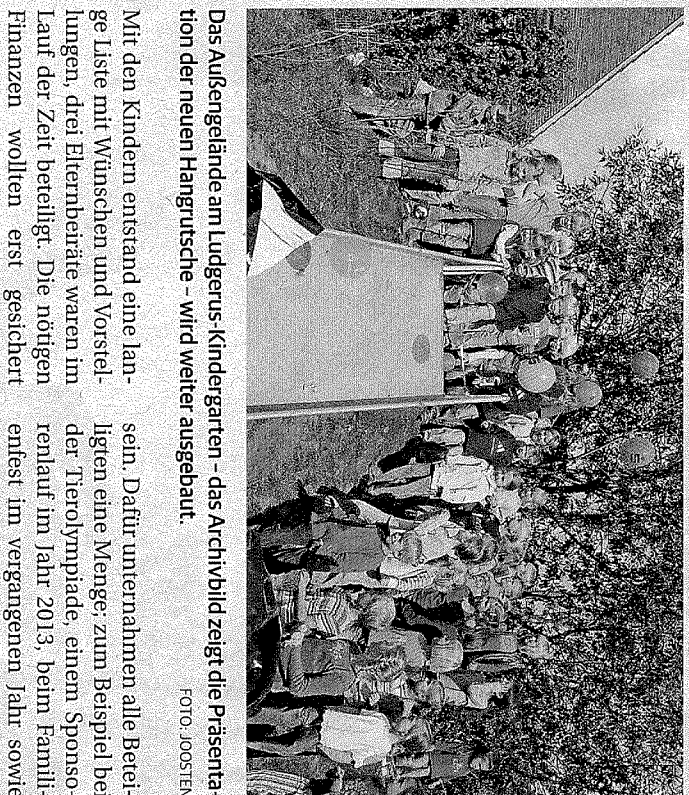 Das Außengelände am Ludgerus-Kindergarten – das Archivbild zeigt die Präsenta-
tion der neuen Hangrutsche – wird weiter ausgebaut.
FOTO: JOOSTEN
Mit den Kindern entstand eine lan-
ge Liste mit Wünschen und Vorstel-
lungen, drei Elternbeiräte waren im
Lauf der Zeit beteiligt. Die nötigen
Finanzen wollten erst gesichert
sein. Dafür unternahmen alle Betei-
ligten eine Menge; zum Beispiel bei
der Tierolympiade, einem Sponso-
renlauf im Jahr 2013, beim Famili-
enfest im vergangenen Jahr sowie